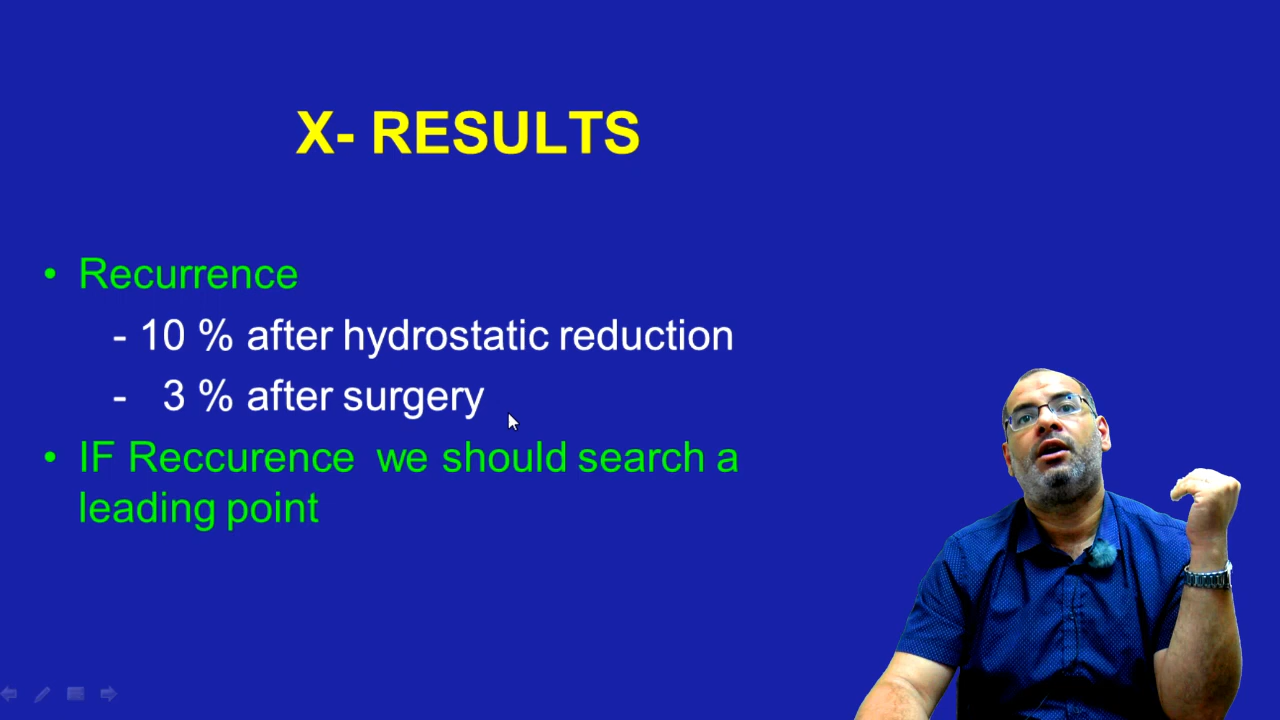 X- RESULTS
• Recurrence
- 10 % after hydrostatic reduction
- 3 % after surgery
• IF Reccurence we should search a
leading point